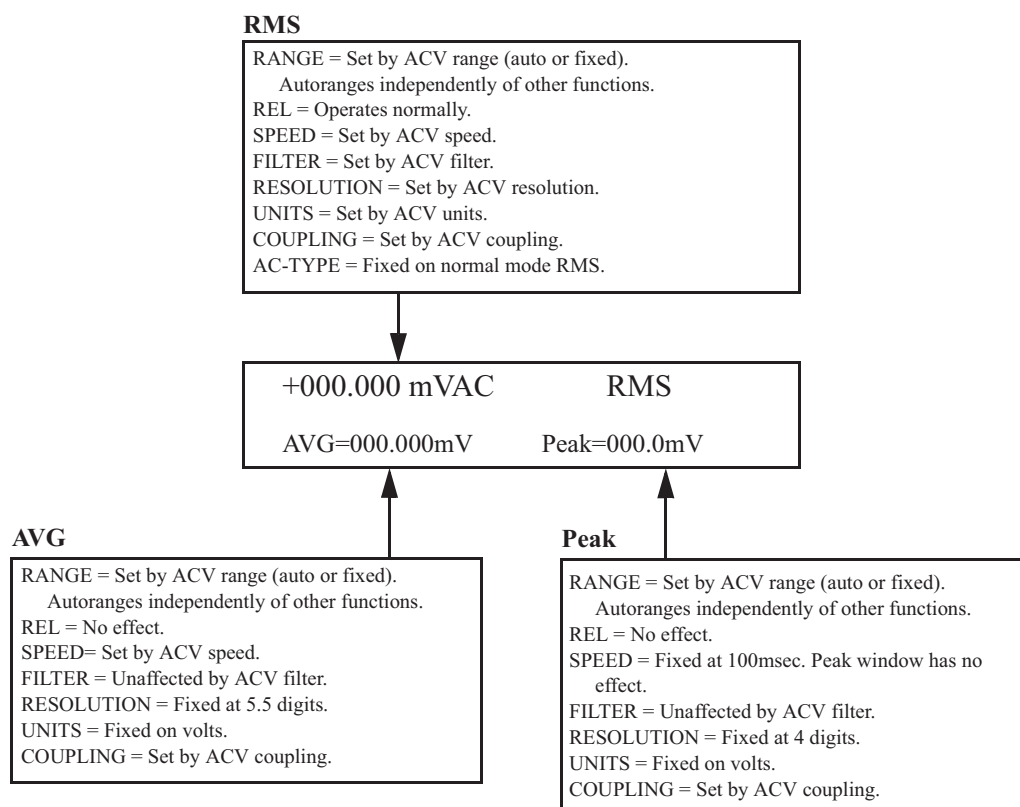 RMS
RANGE = Set by ACV range (auto or fixed).
Autoranges independently of other functions.
REL = Operates normally.
SPEED = Set by ACV speed.
FILTER = Set by ACV filter.
RESOLUTION = Set by ACV resolution.
UNITS = Set by ACV units.
COUPLING = Set by ACV coupling.
AC-TYPE = Fixed on normal mode RMS.
+000.000 mVAC RMS
AVG=000.000mV Peak=000.0mV
AVG
RANGE = Set by ACV range (auto or fixed).
Autoranges independently of other functions.
REL = No effect.
SPEED= Set by ACV speed.
FILTER = Unaffected by ACV filter.
RESOLUTION = Fixed at 5.5 digits.
UNITS = Fixed on volts.
COUPLING = Set by ACV coupling.
Peak
RANGE = Set by ACV range (auto or fixed).
Autoranges independently of other functions.
REL = No effect.
SPEED = Fixed at 100msec. Peak window has no
effect.
FILTER = Unaffected by ACV filter.
RESOLUTION = Fixed at 4 digits.
UNITS = Fixed on volts.
COUPLING = Set by ACV coupling.